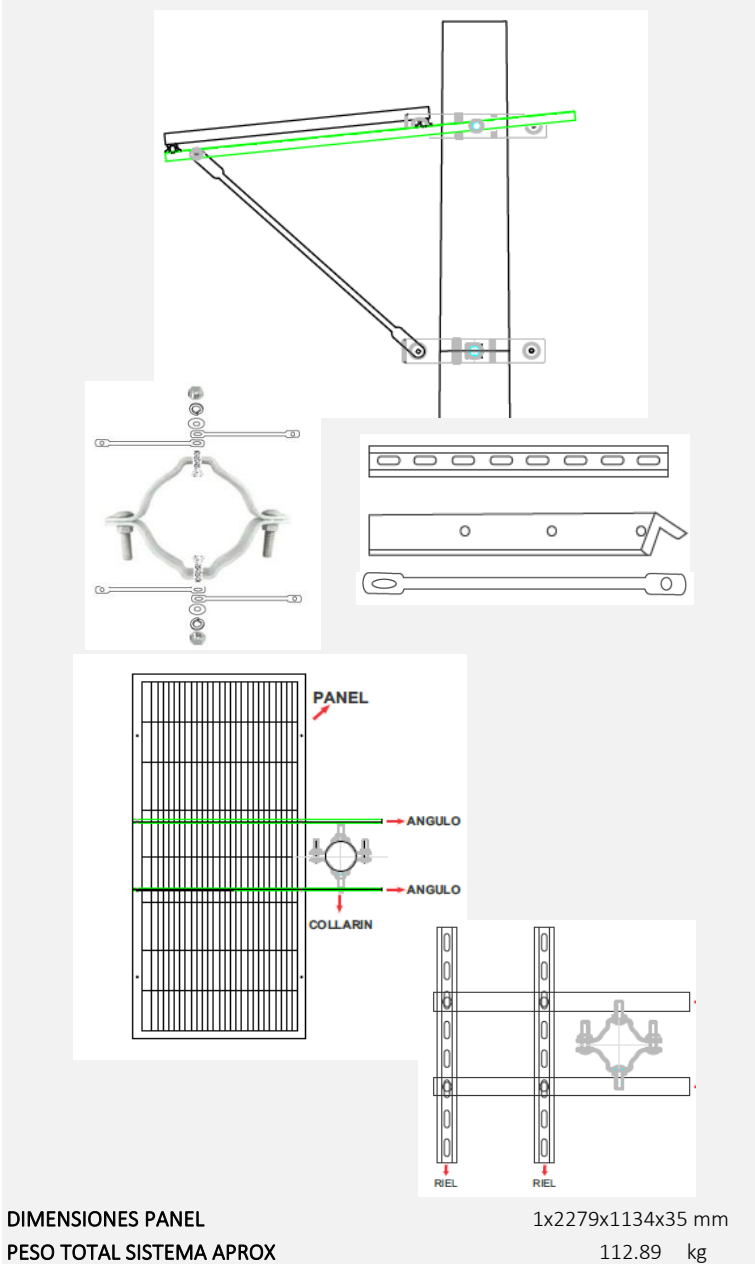 PANEL
ANGULO
ANGULO
COLLARIN
RIEL RIEL
DIMENSIONES PANEL 1x2279x1134x35 mm
PESO TOTAL SISTEMA APROX 112.89 kg